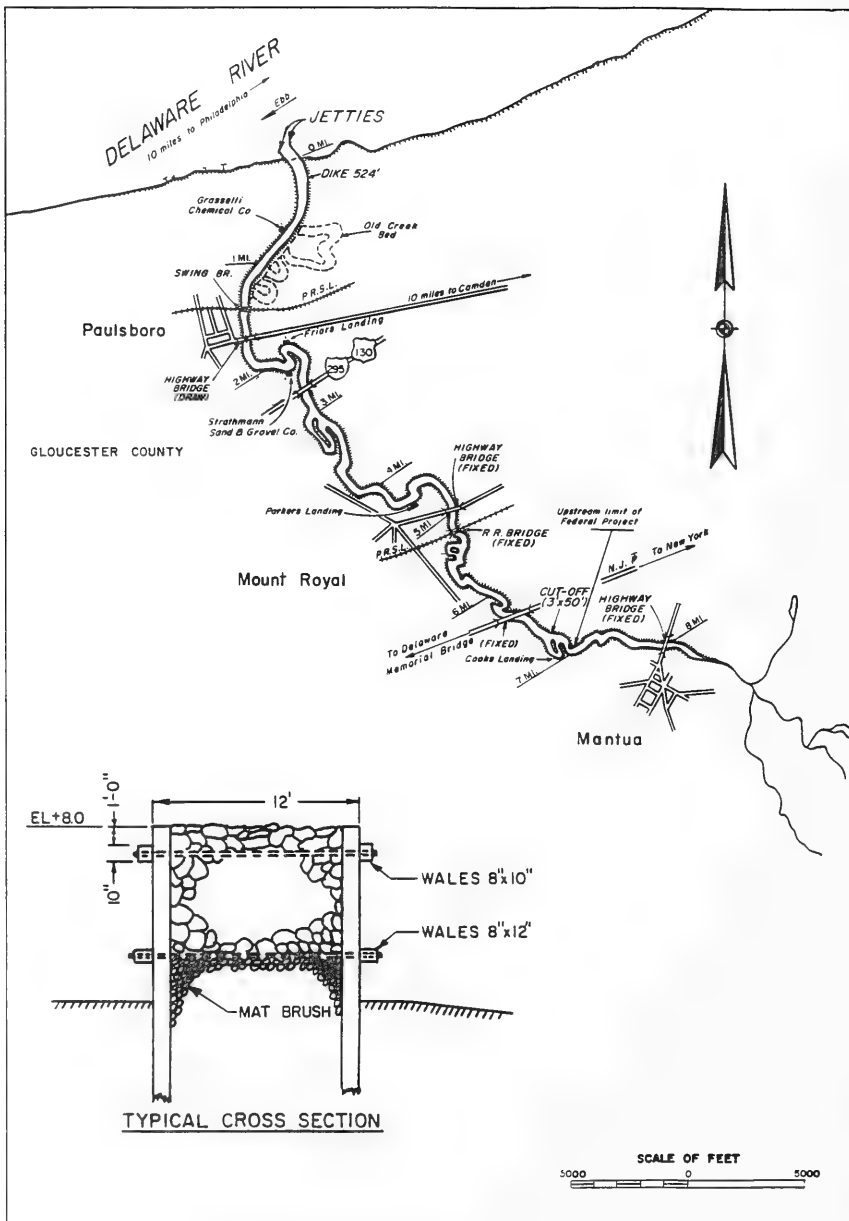 DELAWARE RIVER
10 miles to Philadelphia
Ebb
JETTIES
0 MI.
DIKE 524'
Grasselli
Chemical Co
Old Creek
Bed
1 MI.
SWING BR.
P.R.S.L.
10 miles to Camden
Paulsboro
Friars Landing
130
295
HIGHWAY
BRIDGE
(DRAW)
2 MI.
3 MI.
Strathmann
Sand & Gravel Co.
GLOUCESTER COUNTY
HIGHWAY
BRIDGE
(FIXED)
4 MI.
Parkers Landing
5 MI.
Upstream limit of
Federal Project
R.R. BRIDGE
(FIXED)
P.R.S.L.
N.J. P
To New York
Mount Royal
CUT-OFF
(3'x50')
HIGHWAY
BRIDGE
(FIXED)
6 MI.
8 MI.
To Delaware
Memorial Bridge
(FIXED)
Cooks Landing
7 MI.
Mantua
12'
1'-0"
EL+8.0
10"
WALES 8"x10"
WALES 8"x12"
MAT BRUSH
TYPICAL CROSS SECTION
SCALE OF FEET
5000 0 5000